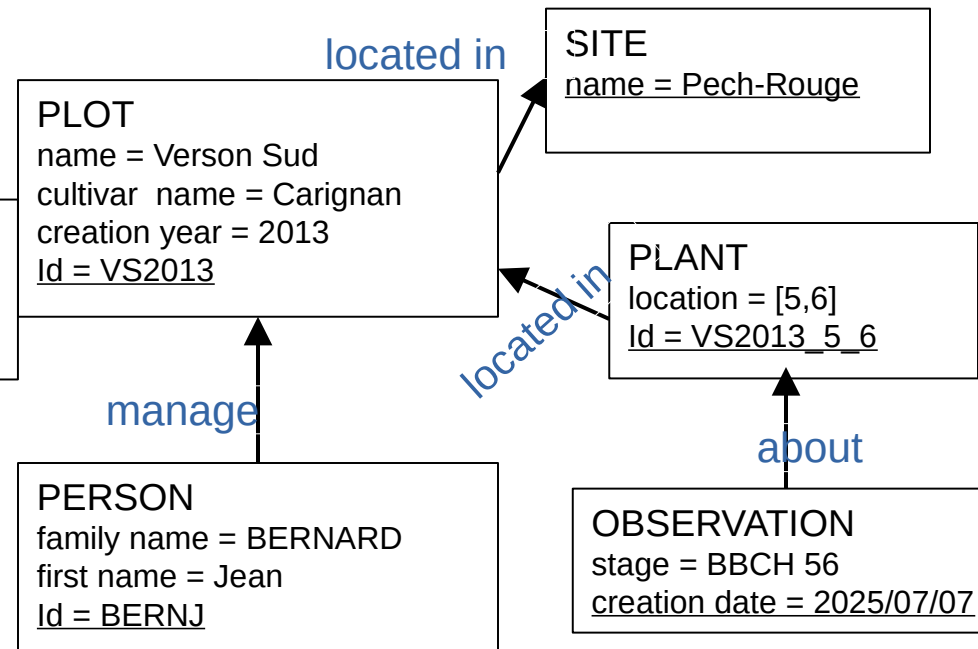 located in
SITE
name = Pech-Rouge
PLOT
name = Verson Sud
cultivar  name = Carignan
creation year = 2013
Id = VS2013
located in
PLANT
location = [5,6]
Id = VS2013_5_6
manage
about
PERSON
family name = BERNARD
first name = Jean
Id = BERNJ
OBSERVATION
stage = BBCH 56
creation date = 2025/07/07